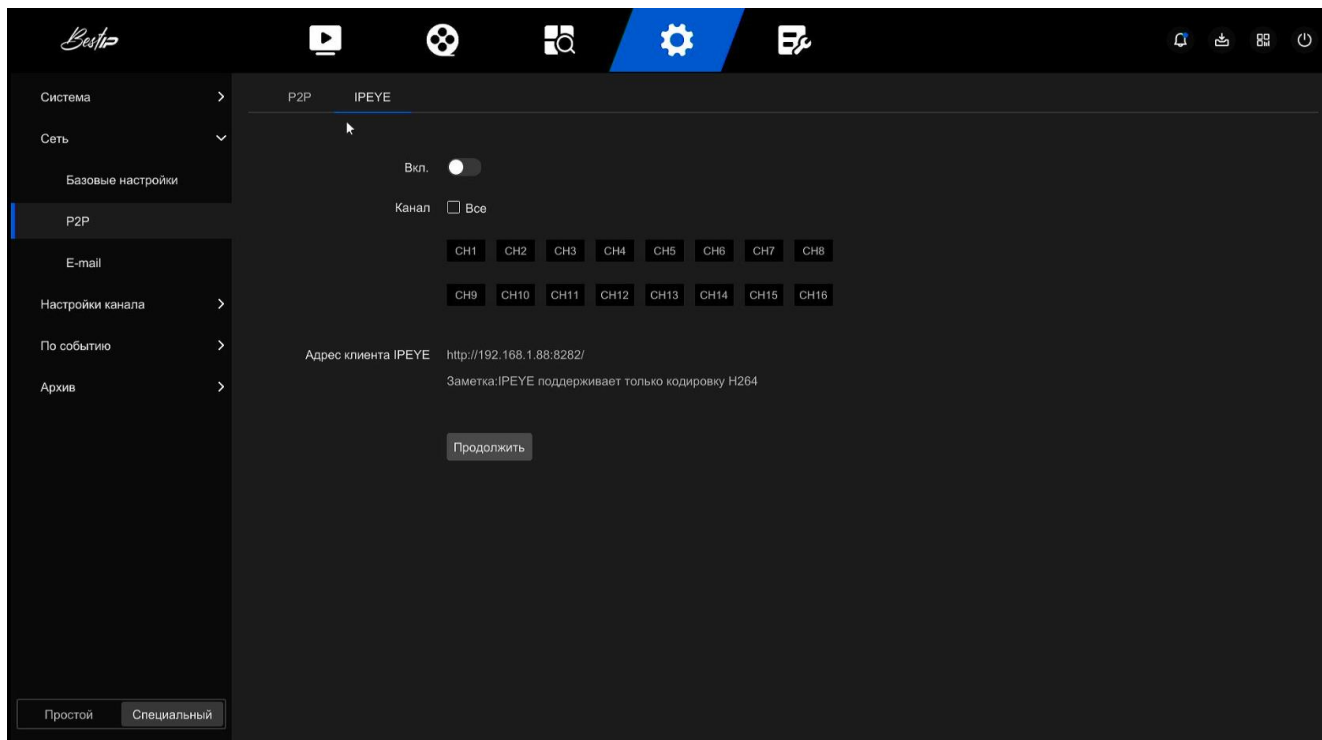 Bestip
P2P IPEYE
Система
Сеть
Базовые настройки
P2P
E-mail
Настройки канала
По событию
Архив
Вкл.
Канал Все
CH1 CH2 CH3 CH4 CH5 CH6 CH7 CH8
CH9 CH10 CH11 CH12 CH13 CH14 CH15 CH16
Адрес клиента IPEYE http://192.168.1.88:8282/
Заметка:IPEYE поддерживает только кодировку H264
Продолжить
Простой Специальный